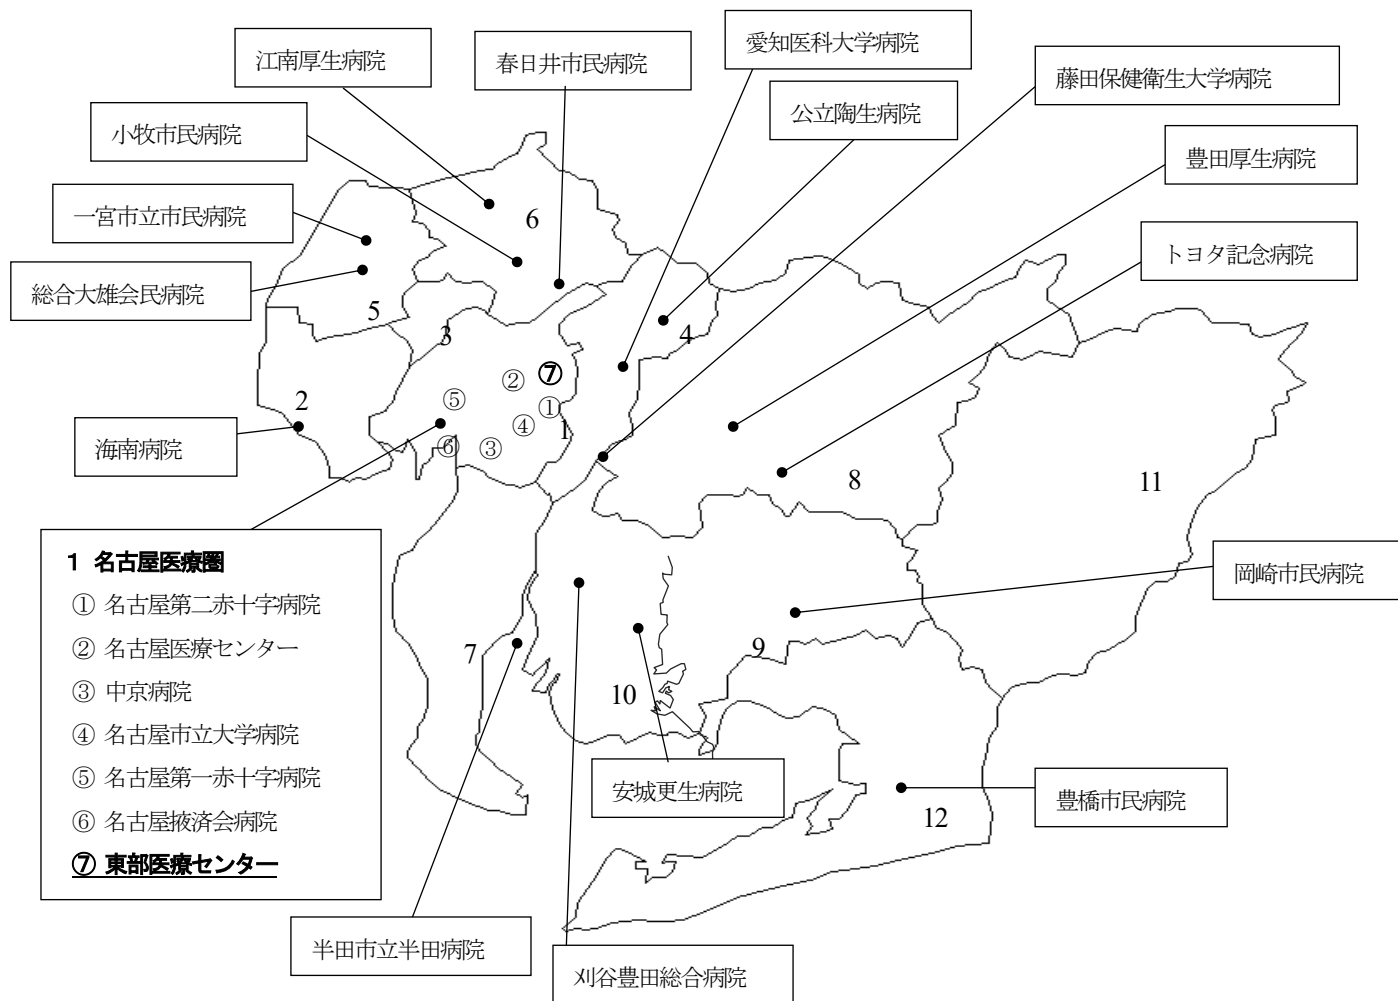 江南厚生病院
春日井市民病院
愛知医科大学病院
藤田保健衛生大学病院
小牧市民病院
公立陶生病院
豊田厚生病院
一宮市立市民病院
トヨタ記念病院
総合大雄会民病院
海南病院
6
5
3
4
2
⑦
②
⑤
①
④
1
⑥
③
8
11
1 名古屋医療圏
① 名古屋第二赤十字病院
② 名古屋医療センター
③ 中京病院
④ 名古屋市立大学病院
⑤ 名古屋第一赤十字病院
⑥ 名古屋掖済会病院
⑦ 東部医療センター
岡崎市民病院
7
9
10
安城更生病院
豊橋市民病院
12
半田市立半田病院
刈谷豊田総合病院